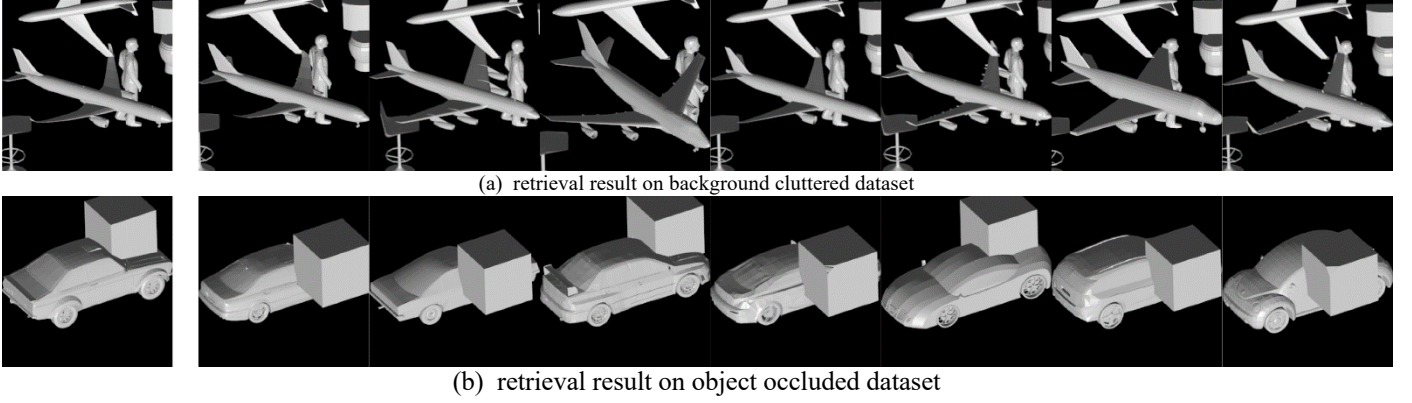 (a) retrieval result on background cluttered dataset
(b) retrieval result on object occluded dataset